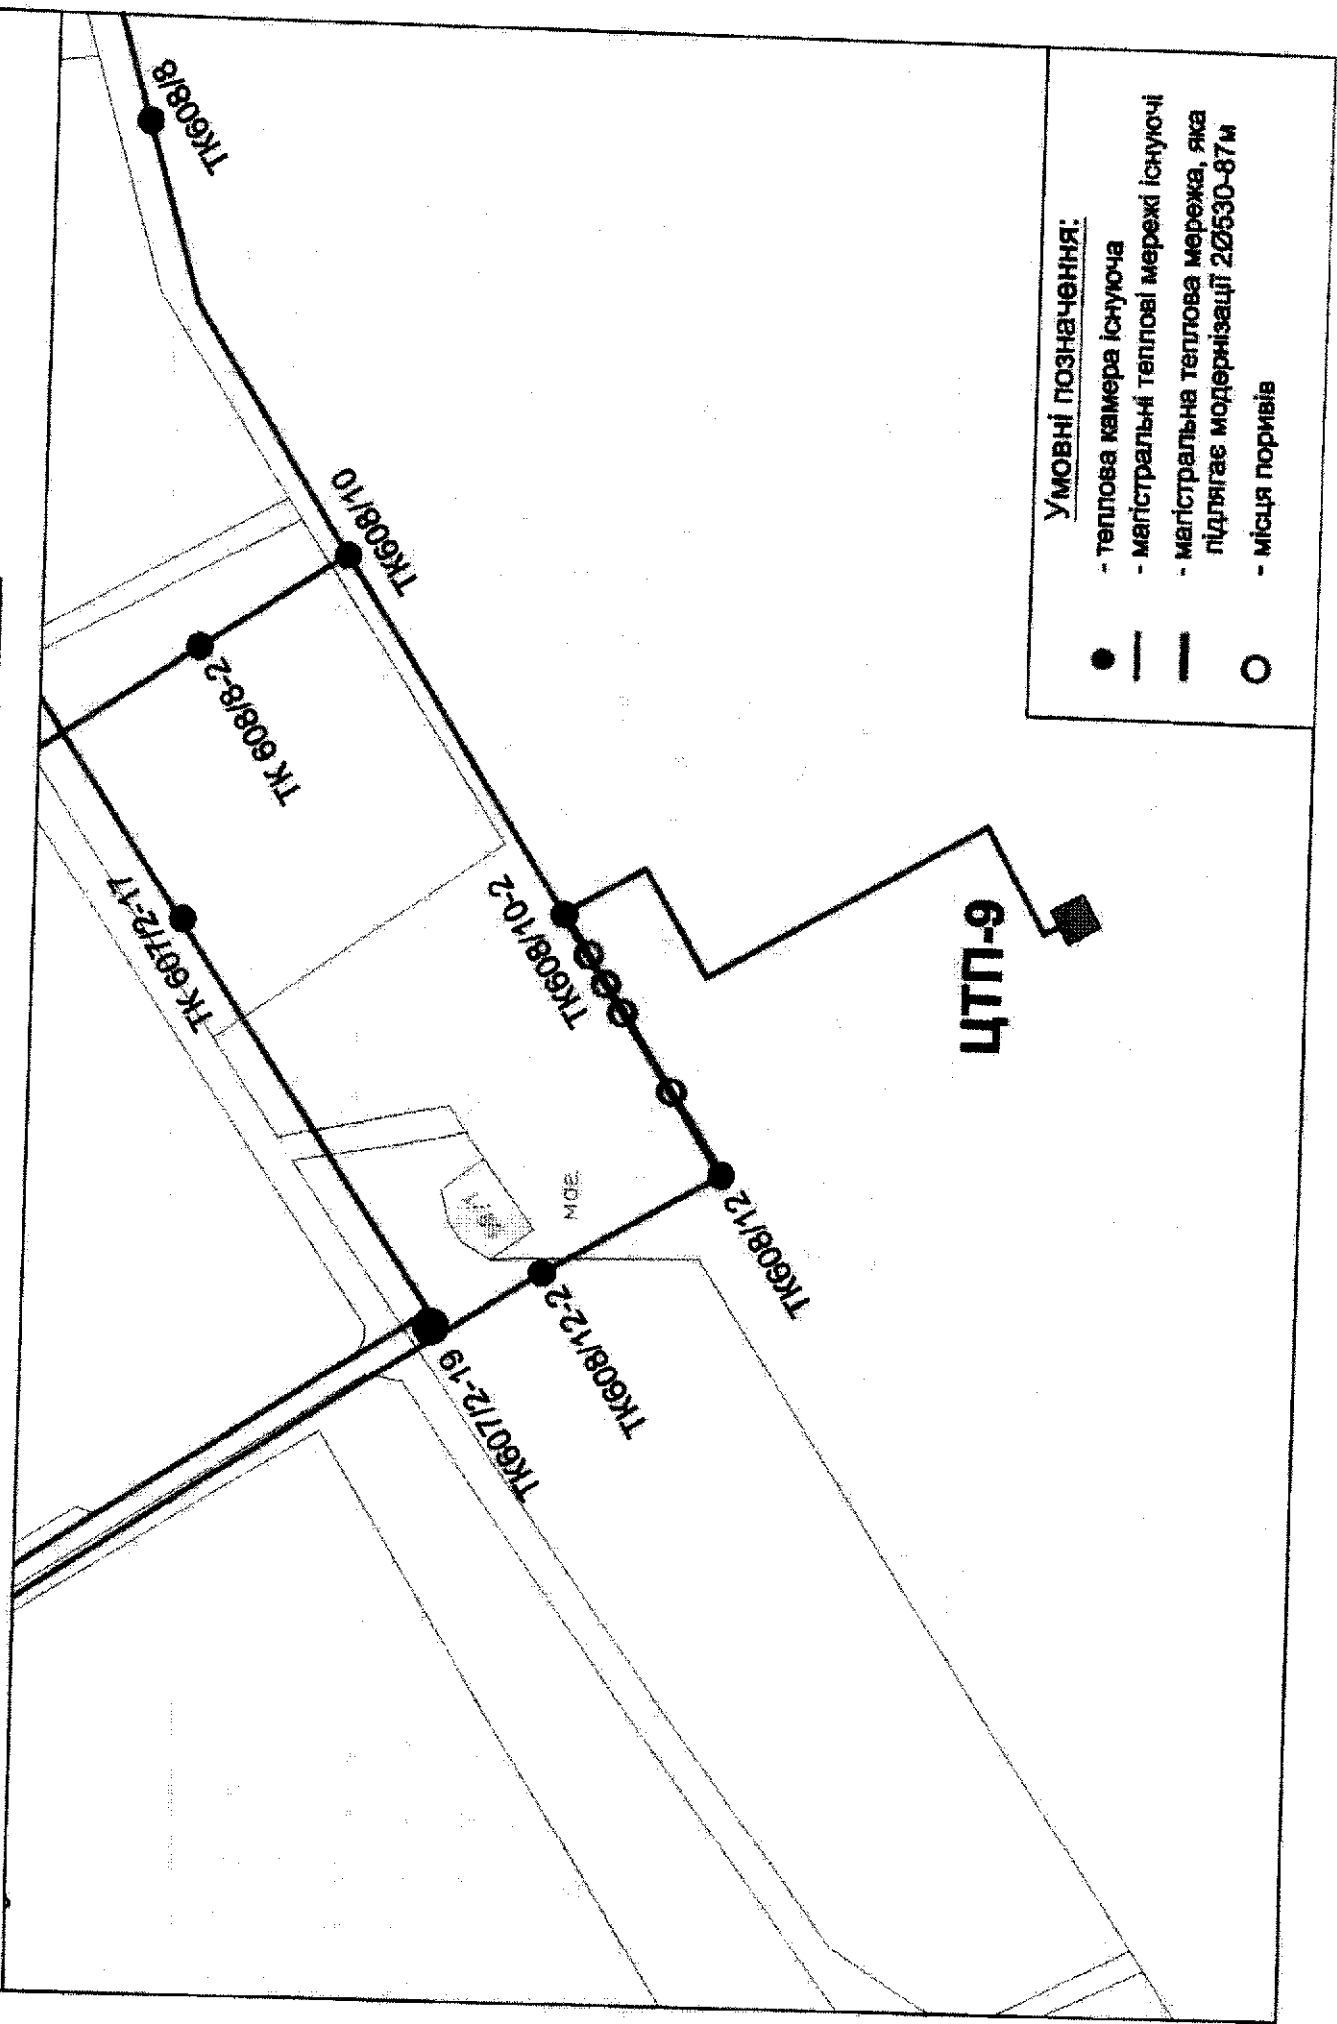 ТК608/8
ТК608/10
ТК 608/8-2
ТК 607/2-17
ТК608/10-2
ТК608/12
ТК608/12-2
ТК607/2-19
ЦТП-9
Умовні позначення:
- теплова камера існуюча
- магістральні теплові мережі існуючі
- магістральна теплова мережа, яка
підлягає модернізації 2Ø530-87м
- місця поривів